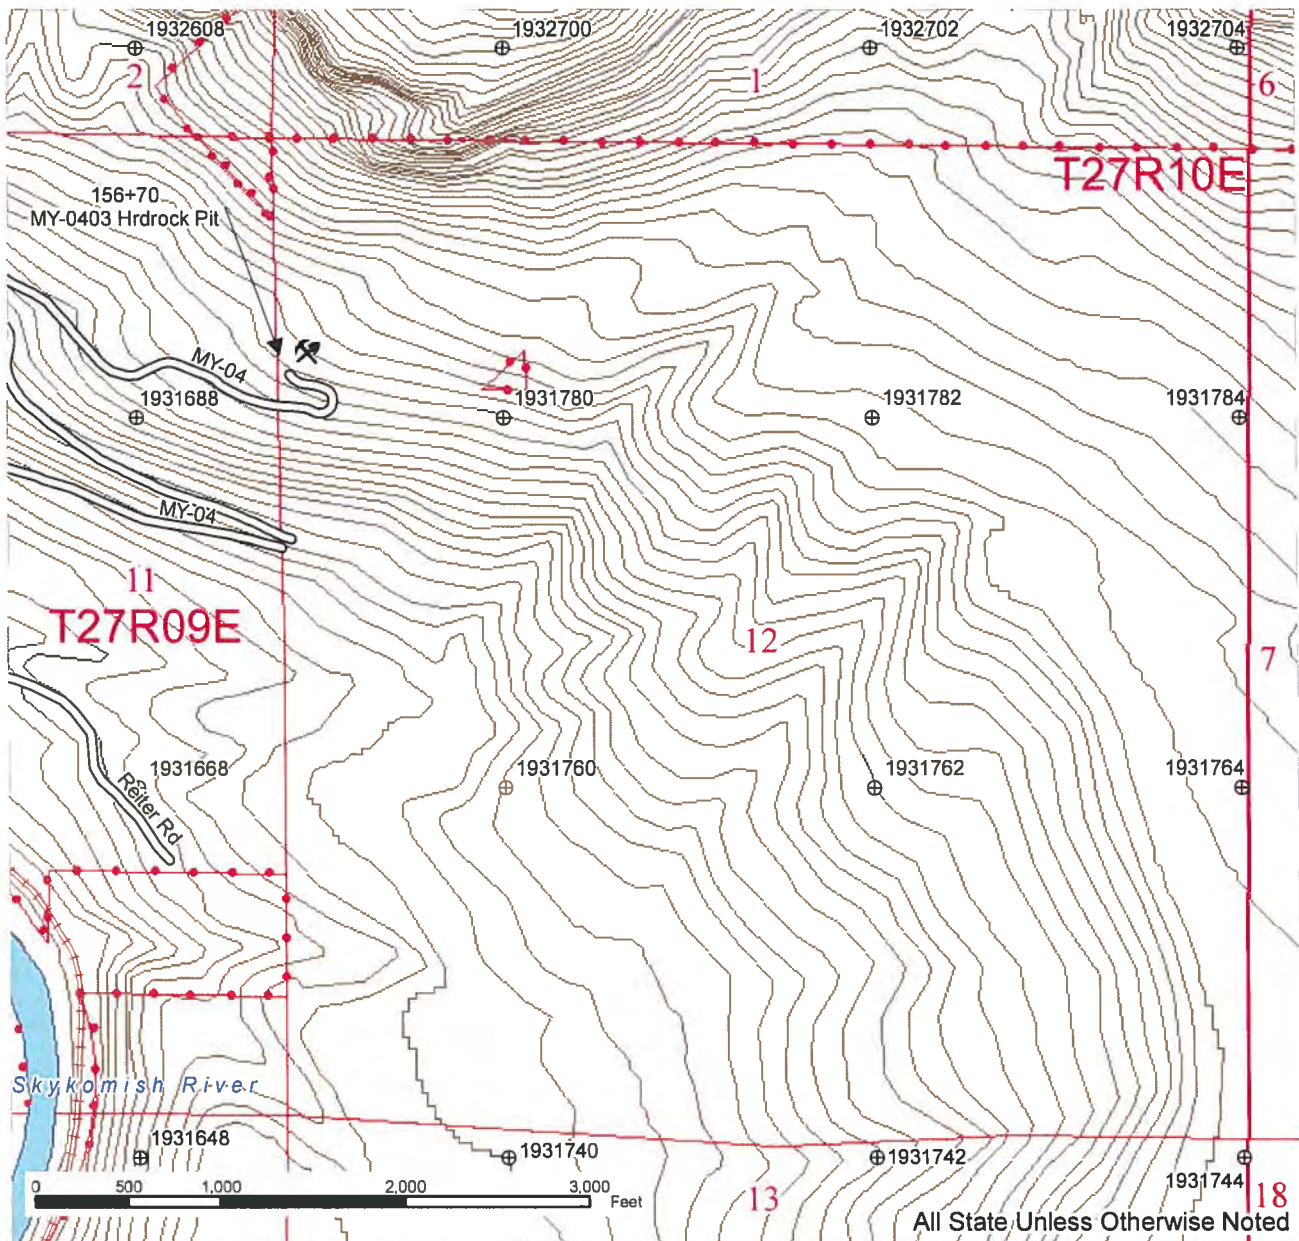 1932608
1932700
1932702
1932704
2
1
6
T27R10E
156+70
MY-0403 Hrdrock Pit
MY-04
4
1931688
1931780
1931782
1931784
MY-04
11
T27R09E
12
7
1931668
1931760
1931762
1931764
Reiter Rd
Skykomish River
1931648
1931740
1931742
1931744
13
18
0 500 1,000 2,000 3,000 Feet
All State Unless Otherwise Noted